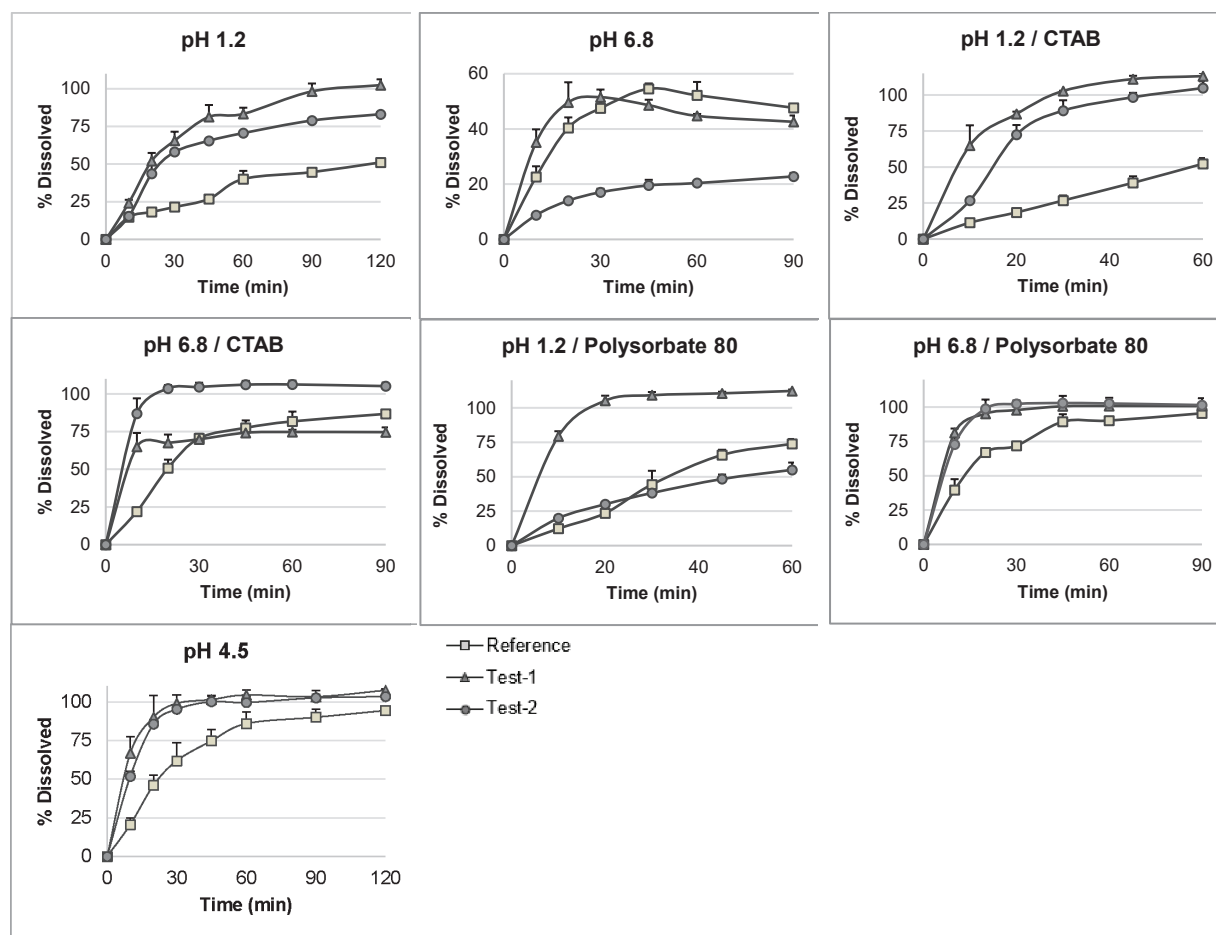 pH 1.2
% Dissolved
100
75
50
25
0
0 30 60 90 120
Time (min)
pH 6.8
% Dissolved
60
40
20
0
0 30 60 90
Time (min)
pH 1.2 / CTAB
% Dissolved
100
75
50
25
0
0 20 40 60
Time (min)
pH 6.8 / CTAB
% Dissolved
100
75
50
25
0
0 30 60 90
Time (min)
pH 1.2 / Polysorbate 80
% Dissolved
100
75
50
25
0
0 20 40 60
Time (min)
pH 6.8 / Polysorbate 80
% Dissolved
100
75
50
25
0
0 30 60 90
Time (min)
pH 4.5
% Dissolved
100
75
50
25
0
0 30 60 90 120
Time (min)
Reference
Test-1
Test-2